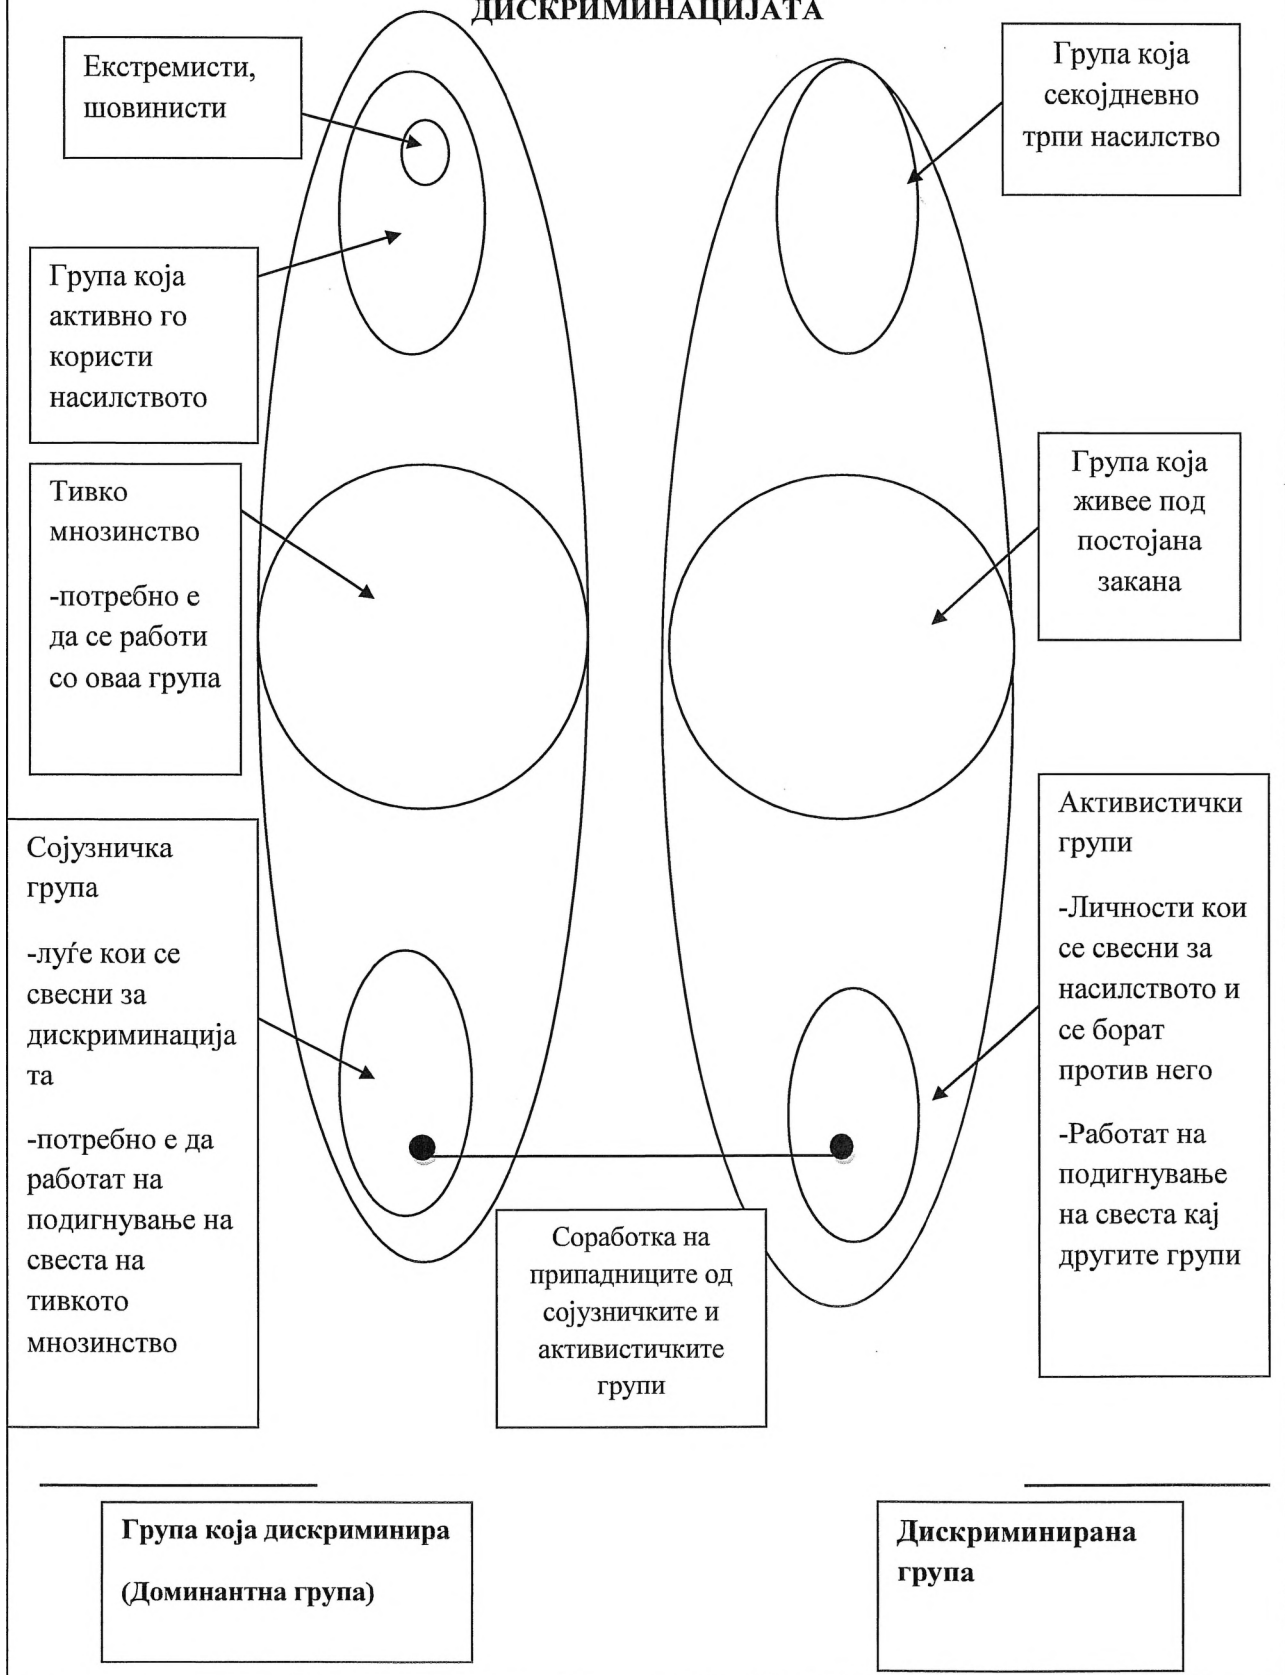 ДИСКРИМИНАЦИЈАТА
Екстремисти,
шовинисти
Група која
секојдневно
трпи насилство
Група која
активно го
користи
насилството
Тивко
мнозинство
-потребно е
да се работи
со оваа група
Група која
живее под
постојана
закана
Сојузничка
група
-луѓе кои се
свесни за
дискриминација
та
-потребно е да
работат на
подигнување на
свеста на
тивкото
мнозинство
Активистички
групи
-Личности кои
се свесни за
насилството и
се борат
против него
-Работат на
подигнување
на свеста кај
другите групи
Соработка на
припадниците од
сојузничките и
активистичките
групи
Група која дискриминира
(Доминантна група)
Дискриминирана
група